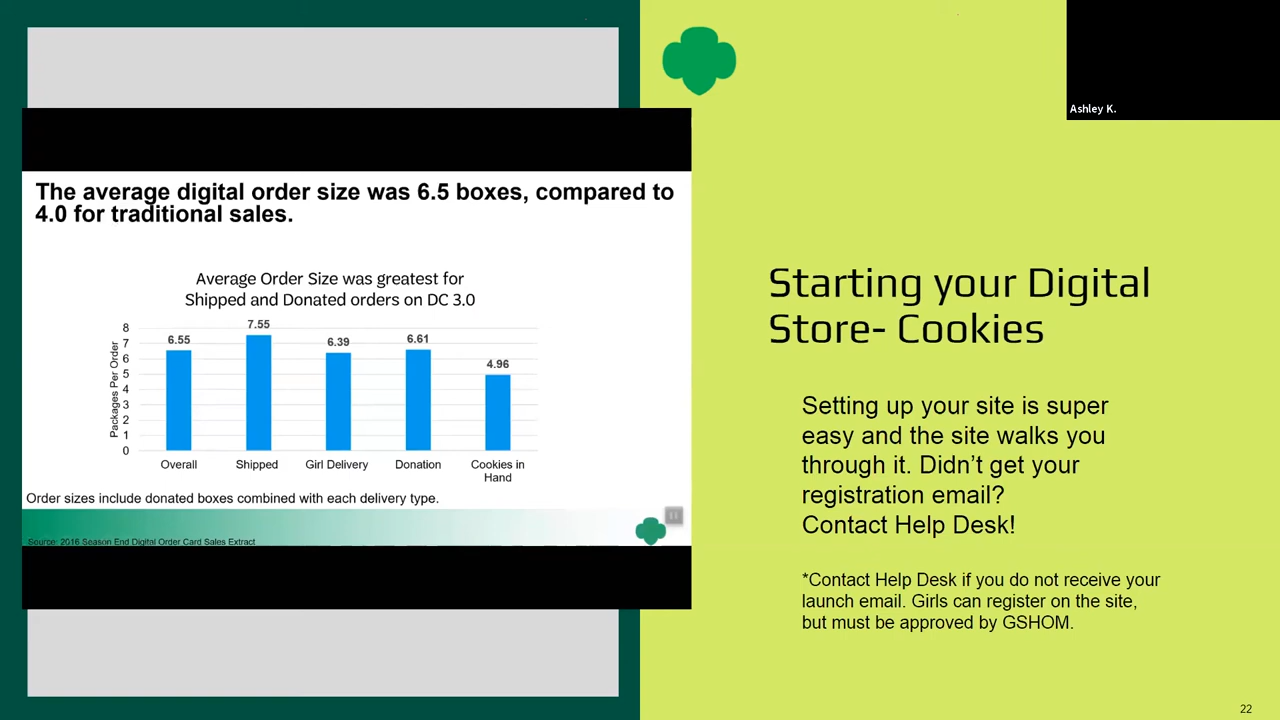 Ashley K.
The average digital order size was 6.5 boxes, compared to
4.0 for traditional sales.
Average Order Size was greatest for
Shipped and Donated orders on DC 3.0
Packages Per Order
8
7
6
5
4
3
2
1
0
6.55
7.55
6.39
6.61
4.96
Overall
Shipped
Girl Delivery
Donation
Cookies in
Hand
Order sizes include donated boxes combined with each delivery type.
Source: 2016 Season End Digital Order Card Sales Extract
Starting your Digital
Store- Cookies
Setting up your site is super
easy and the site walks you
through it. Didn’t get your
registration email?
Contact Help Desk!
*Contact Help Desk if you do not receive your
launch email. Girls can register on the site,
but must be approved by GSHOM.
22